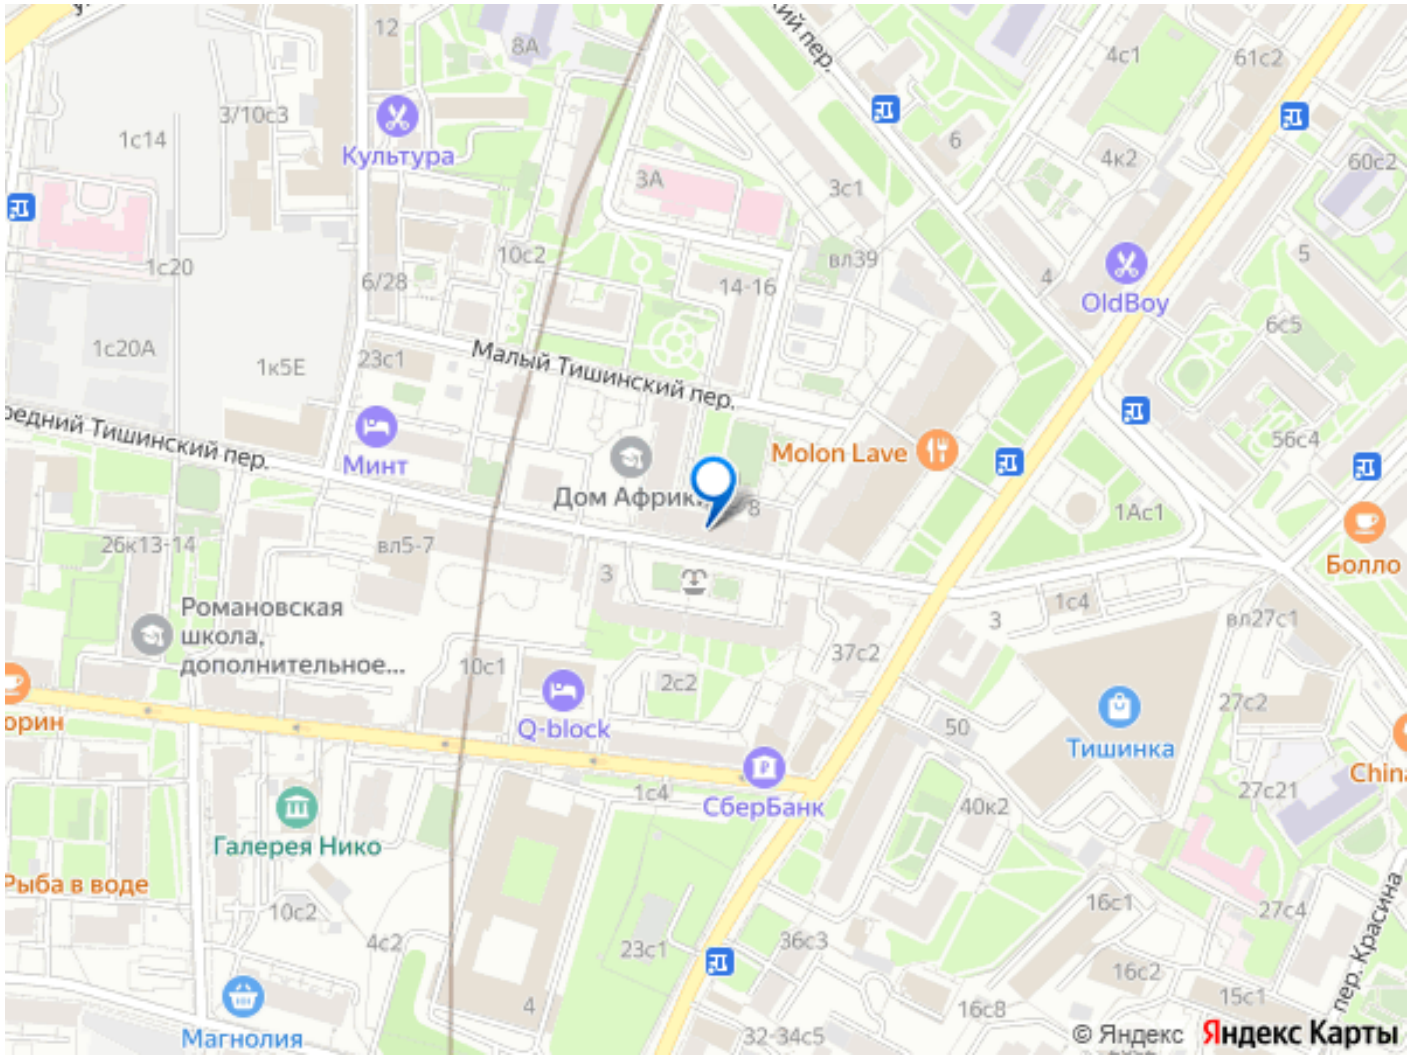 12
8А
ий пер.
4с1
61с2
3/10с3
1с14
Культура
6
4к2
60с2
3А
3с1
1с20
10с2
6/28
14-16
вл39
4
5
OldBoy
6с5
1с20А
23с1
1к5Е
Малый Тишинский пер.
редний Тишинский пер.
Минт
Molon Lave
56с4
Дом Африки
8
1Ас1
26к13-14
вл5-7
3
Болло
Романовская
школа,
дополнительное...
1с4
3
вл27с1
37с2
10с1
2с2
27с2
орин
Q-block
50
Тишинка
China
1с4
СберБанк
40к2
27с21
Галерея Нико
Рыба в воде
10с2
4с2
23с1
36с3
16с1
27с4
пер. Красина
16с2
15с1
4
16с8
Магнолия
32-34с5
© Яндекс Яндекс Карты